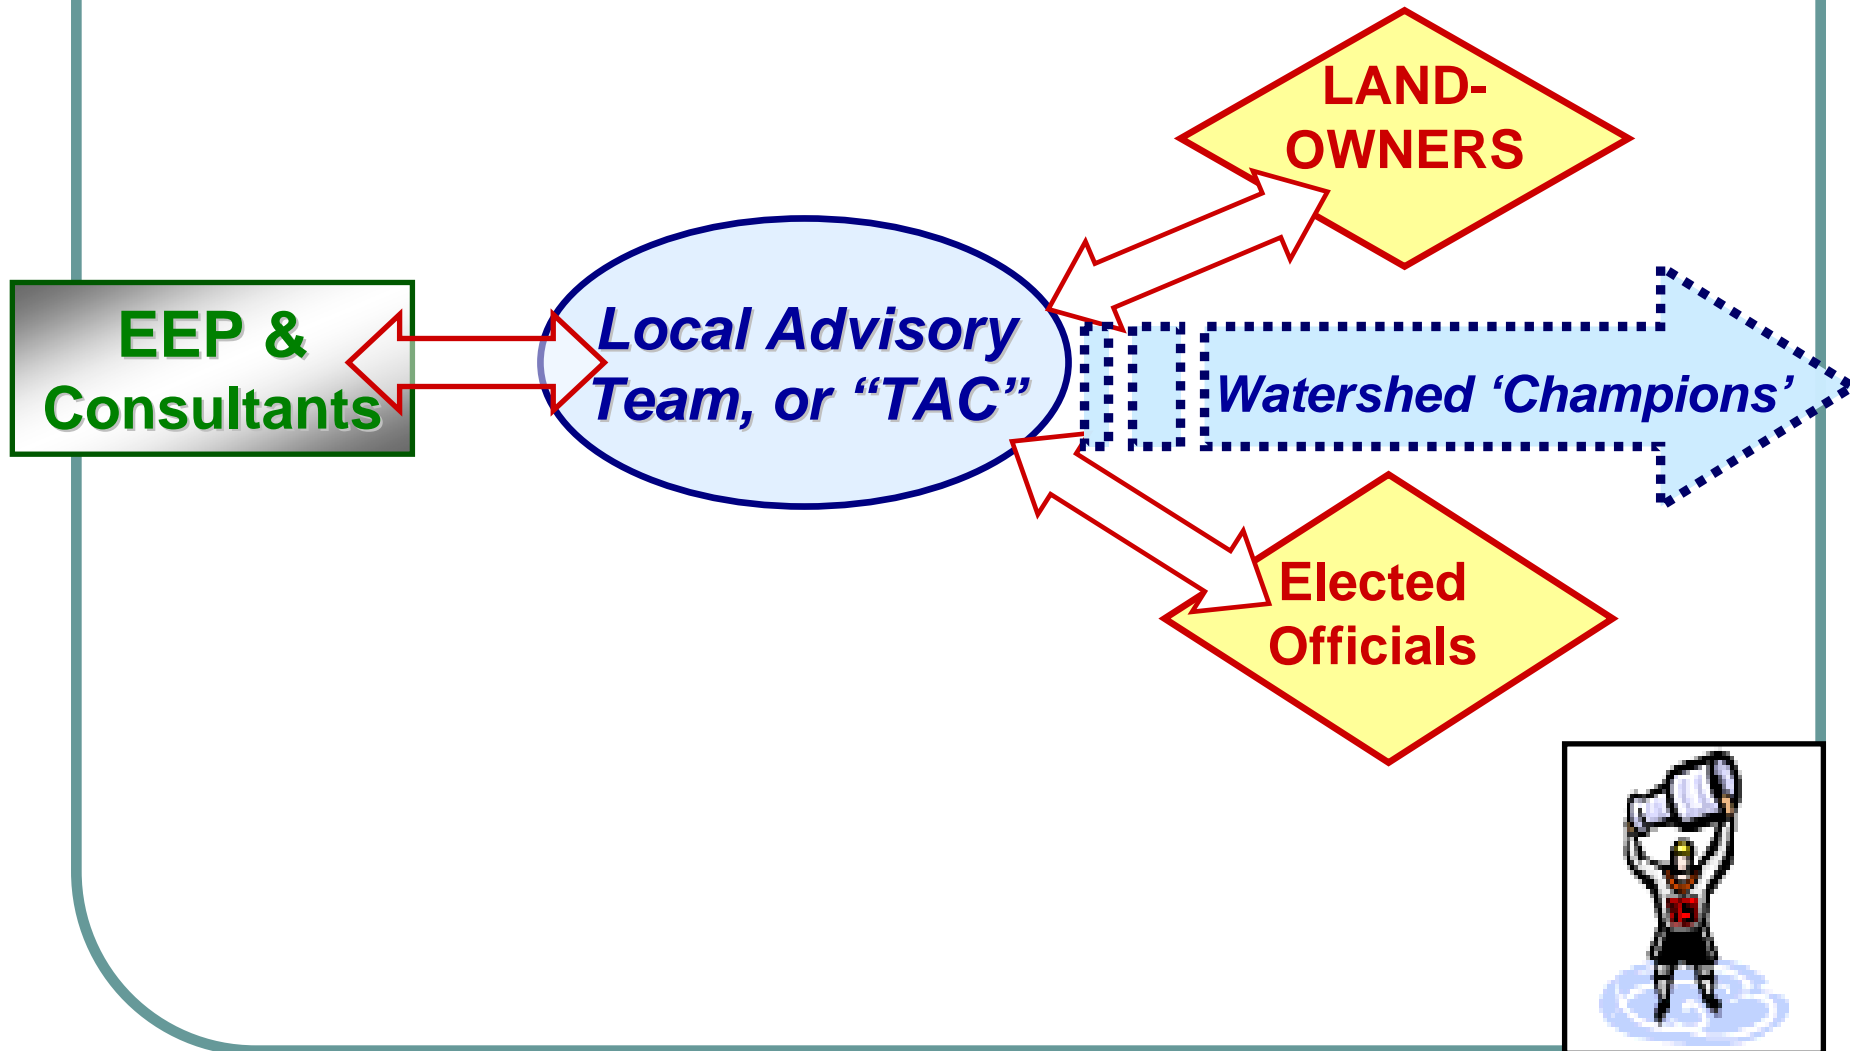 LAND-
OWNERS
EEP &
Consultants
Local Advisory
Team, or “TAC”
Watershed ‘Champions’
Elected
Officials